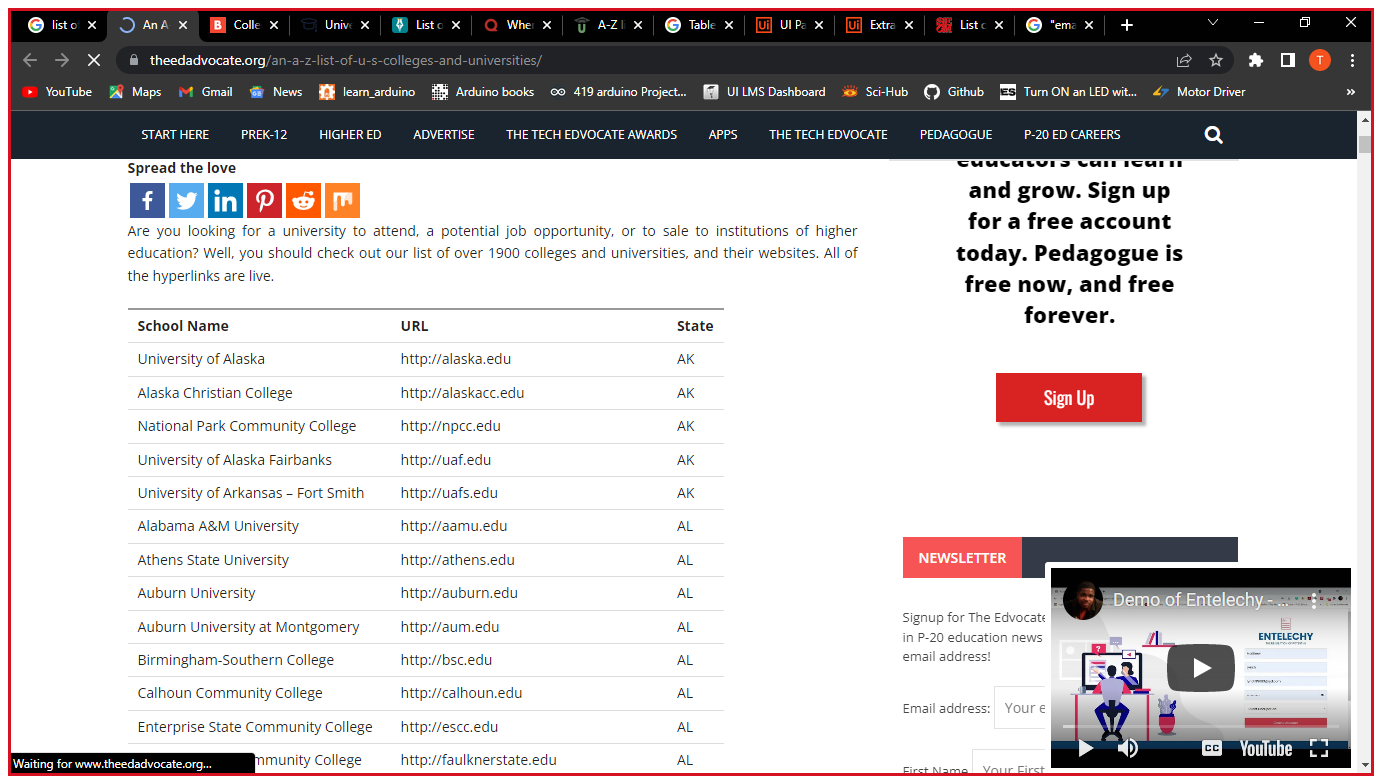 list o
An A
Colle
Unive
List o
When
A-Z l
Table
UI Pa
Extra
List o
"ema
theedadvocate.org/an-a-z-list-of-u-s-colleges-and-universities/
T
YouTube
Maps
Gmail
News
learn_arduino
Arduino books
419 arduino Project...
UI LMS Dashboard
Sci-Hub
Github
Turn ON an LED wit...
Motor Driver
»
START HERE
PREK-12
HIGHER ED
ADVERTISE
THE TECH EDVOCATE AWARDS
APPS
THE TECH EDVOCATE
PEDAGOGUE
P-20 ED CAREERS
Spread the love
Are you looking for a university to attend, a potential job opportunity, or to sale to institutions of higher
education? Well, you should check out our list of over 1900 colleges and universities, and their websites. All of
the hyperlinks are live.
School Name URL State
University of Alaska http://alaska.edu AK
Alaska Christian College http://alaskacc.edu AK
National Park Community College http://npcc.edu AK
University of Alaska Fairbanks http://uaf.edu AK
University of Arkansas – Fort Smith http://uafs.edu AK
Alabama A&M University http://aamu.edu AL
Athens State University http://athens.edu AL
Auburn University http://auburn.edu AL
Auburn University at Montgomery http://aum.edu AL
Birmingham-Southern College http://bsc.edu AL
Calhoun Community College http://calhoun.edu AL
Enterprise State Community College http://escc.edu AL
mmunity College http://faulknerstate.edu AL
Waiting for www.theedadvocate.org...
educators can learn
and grow. Sign up
for a free account
today. Pedagogue is
free now, and free
forever.
Sign Up
NEWSLETTER
Signup for The Edvocate
in P-20 education news
email address!
Email address: Your e
First Name Your First
Demo of Entelechy - ...
ENTELECHY
CC
YouTube